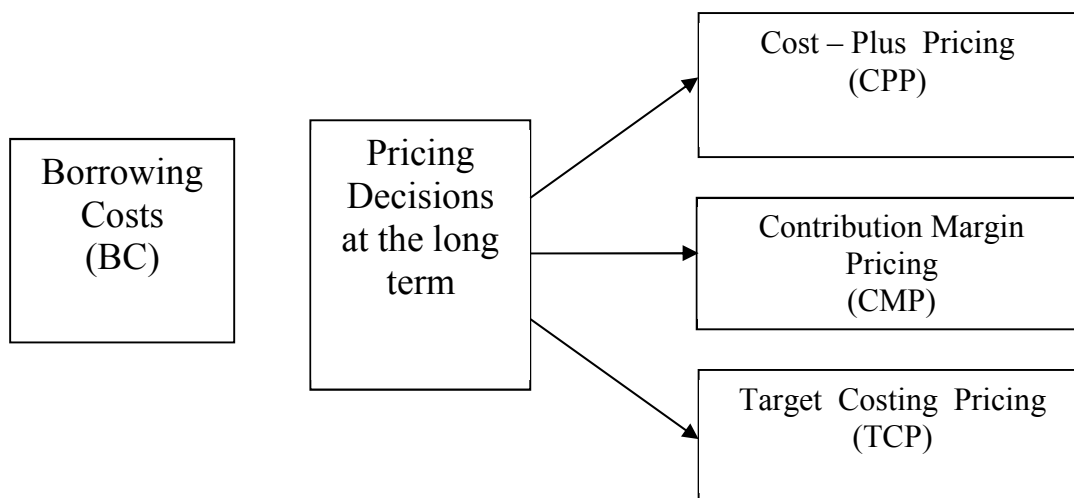 Borrowing
Costs
(BC)
Pricing
Decisions
at the long
term
Cost – Plus Pricing
(CPP)
Contribution Margin
Pricing
(CMP)
Target Costing Pricing
(TCP)